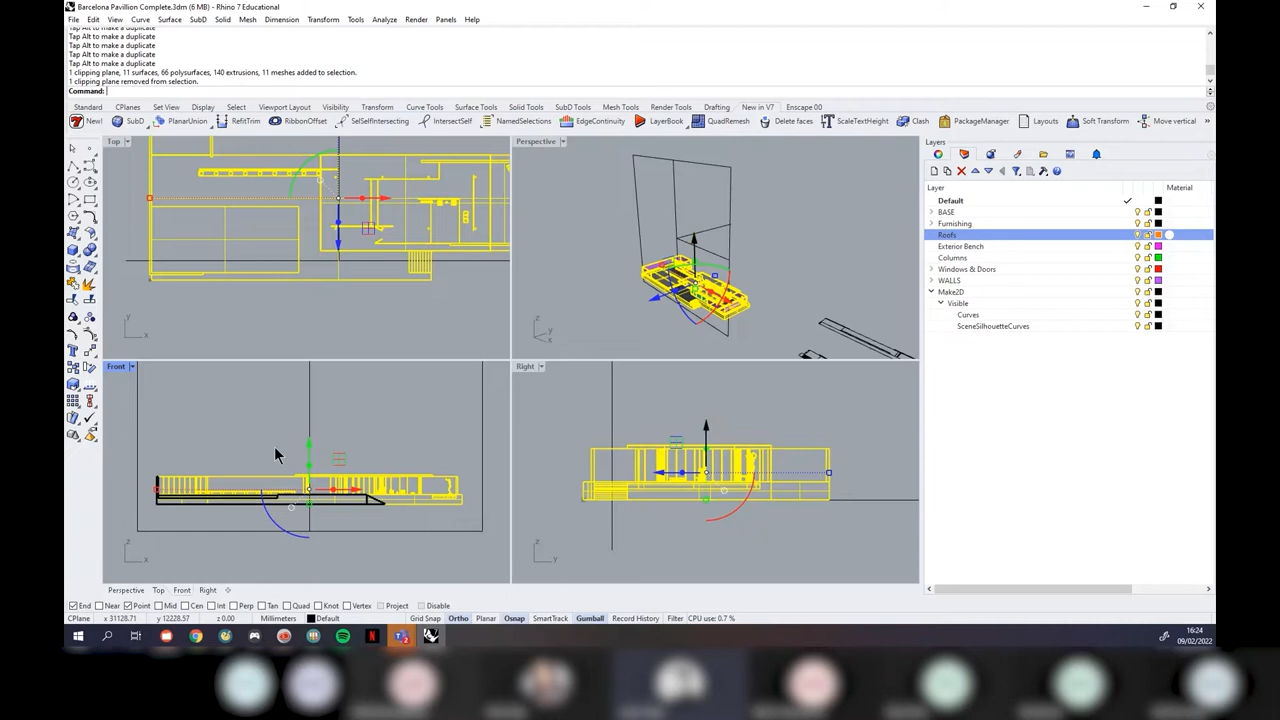 Barcelona Pavillion Complete.3dm (6 MB) - Rhino 7 Educational
File Edit View Curve Surface SubD Solid Mesh Dimension Transform Tools Analyze Render Panels Help
Tap Alt to make a duplicate
Tap Alt to make a duplicate
Tap Alt to make a duplicate
Tap Alt to make a duplicate
Tap Alt to make a duplicate
1 clipping plane, 11 surfaces, 66 polysurfaces, 140 extrusions, 11 meshes added to selection.
1 clipping plane removed from selection.
Command:
Standard CPlanes Set View Display Select Viewport Layout Visibility Transform Curve Tools Surface Tools Solid Tools SubD Tools Mesh Tools Render Tools Drafting New in V7 Enscape 00
New! SubD PlanarUnion RefitTrim RibbonOffset SelSelfIntersecting IntersectSelf NamedSelections EdgeContinuity LayerBook QuadRemesh Delete faces ScaleTextHeight Clash PackageManager Layouts Soft Transform Move vertical »
Top
y
x
Perspective
z
y
x
Front
z
x
Right
z
y
Layers
Layer Material
Default
BASE
Furnishing
Roofs
Exterior Bench
Columns
Windows & Doors
WALLS
Make2D
Visible
Curves
SceneSilhouetteCurves
Perspective Top Front Right
End Near Point Mid Cen Int Perp Tan Quad Knot Vertex Project Disable
CPlane x 31128.71 y 12228.57 z 0.00 Millimeters Default Grid Snap Ortho Planar Osnap SmartTrack Gumball Record History Filter CPU use: 0.7 %
16:24
09/02/2022